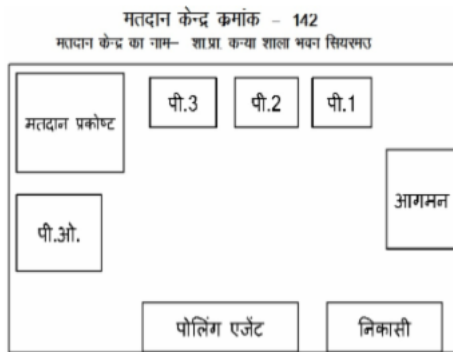 मतदान केन्द्र क्रमांक - 142
मतदान केन्द्र का नाम– शा.प्रा. कन्या शाला भवन सियरमउ
मतदान प्रकोष्ट
पी.3
पी.2
पी.1
आगमन
पी.ओ.
पोलिंग एजेंट
निकासी